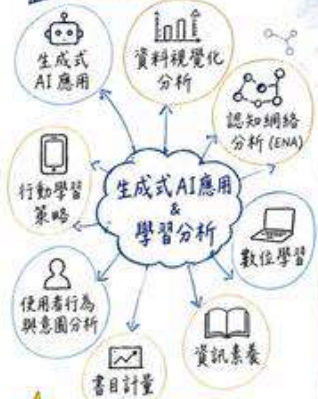 生成式
AI 應用
資料視覺化
分析
認知網絡
分析 (ENA)
行動學習
策略
生成式AI應用
&
學習分析
數位學習
使用者行為
與意圖分析
資訊素養
書目計量